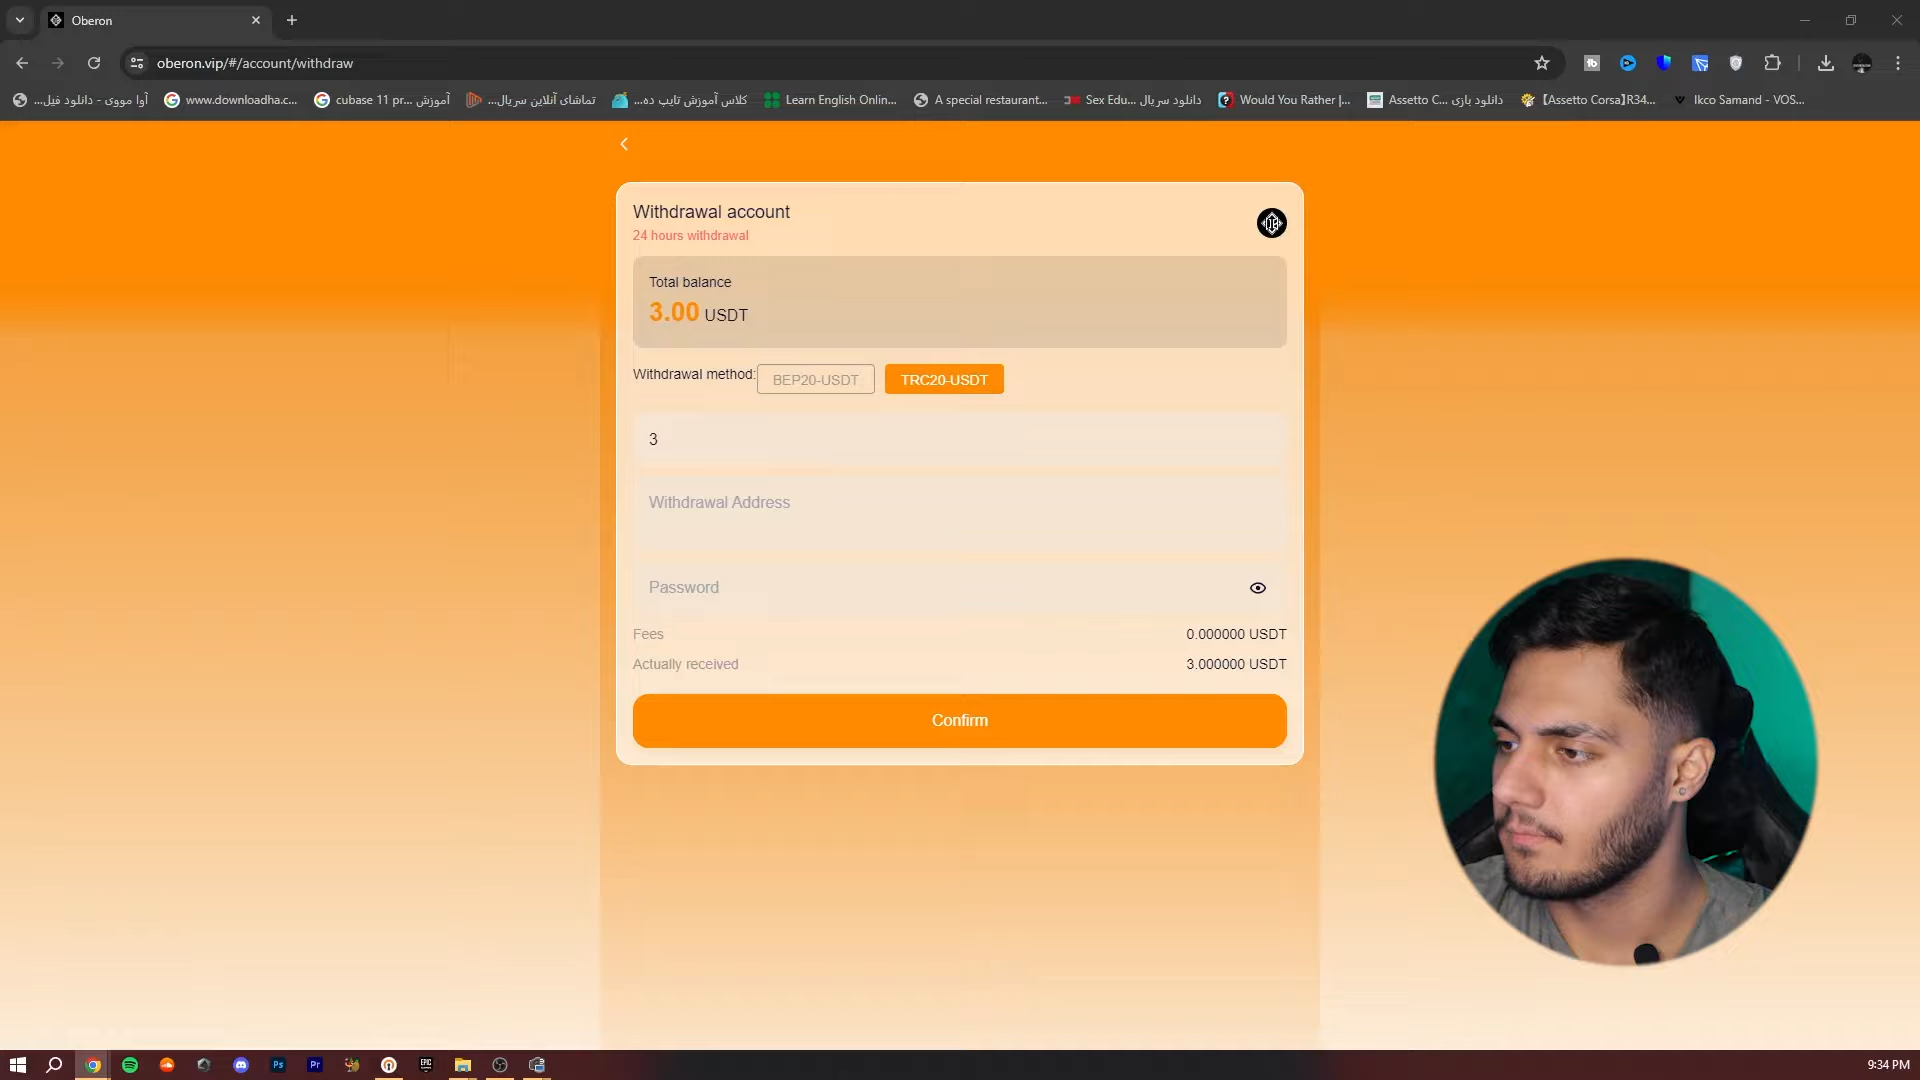 Oberon
oberon.vip/#/account/withdraw
آوا مووی - دانلود فیل...
www.downloadha.c...
cubase 11 pr... آموزش
تماشای آنلاین سریال...
کلاس آموزش تایپ ده...
Learn English Onlin...
A special restaurant...
Sex Edu... دانلود سریال
Would You Rather |...
Assetto C... دانلود بازی
【Assetto Corsa】R34...
Ikco Samand - VOS...
Withdrawal account
24 hours withdrawal
Total balance
3.00 USDT
Withdrawal method: BEP20-USDT TRC20-USDT
3
Withdrawal Address
Password
Fees 0.000000 USDT
Actually received 3.000000 USDT
Confirm
Ps
Pr
EPIC
9:34 PM